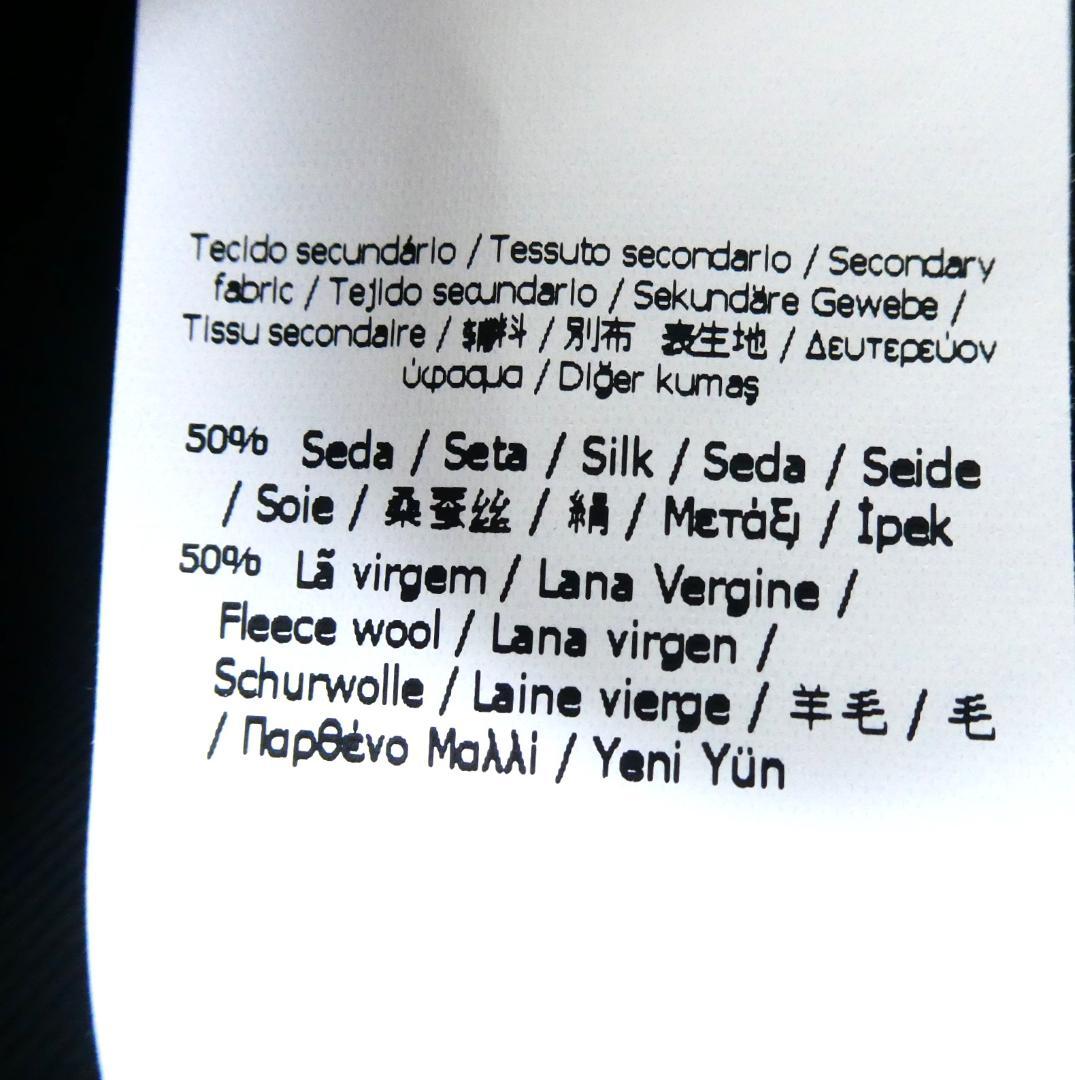 Tecido secundário / Tessuto secondario / Secondary
fabric / Tejido secundario / Sekundäre Gewebe /
Tissu secondaire / 辅料 / 別布 表生地 / Δευτερεύον
ύφασμα / Diğer kumaş
50% Seda / Seta / Silk / Seda / Seide
/ Soie / 桑蚕丝 / 絹 / Μετάξι / İpek
50% Lã virgem / Lana Vergine /
Fleece wool / Lana virgen /
Schurwolle / Laine vierge / 羊毛 / 毛
/ Παρθένο Μαλλί / Yeni Yün